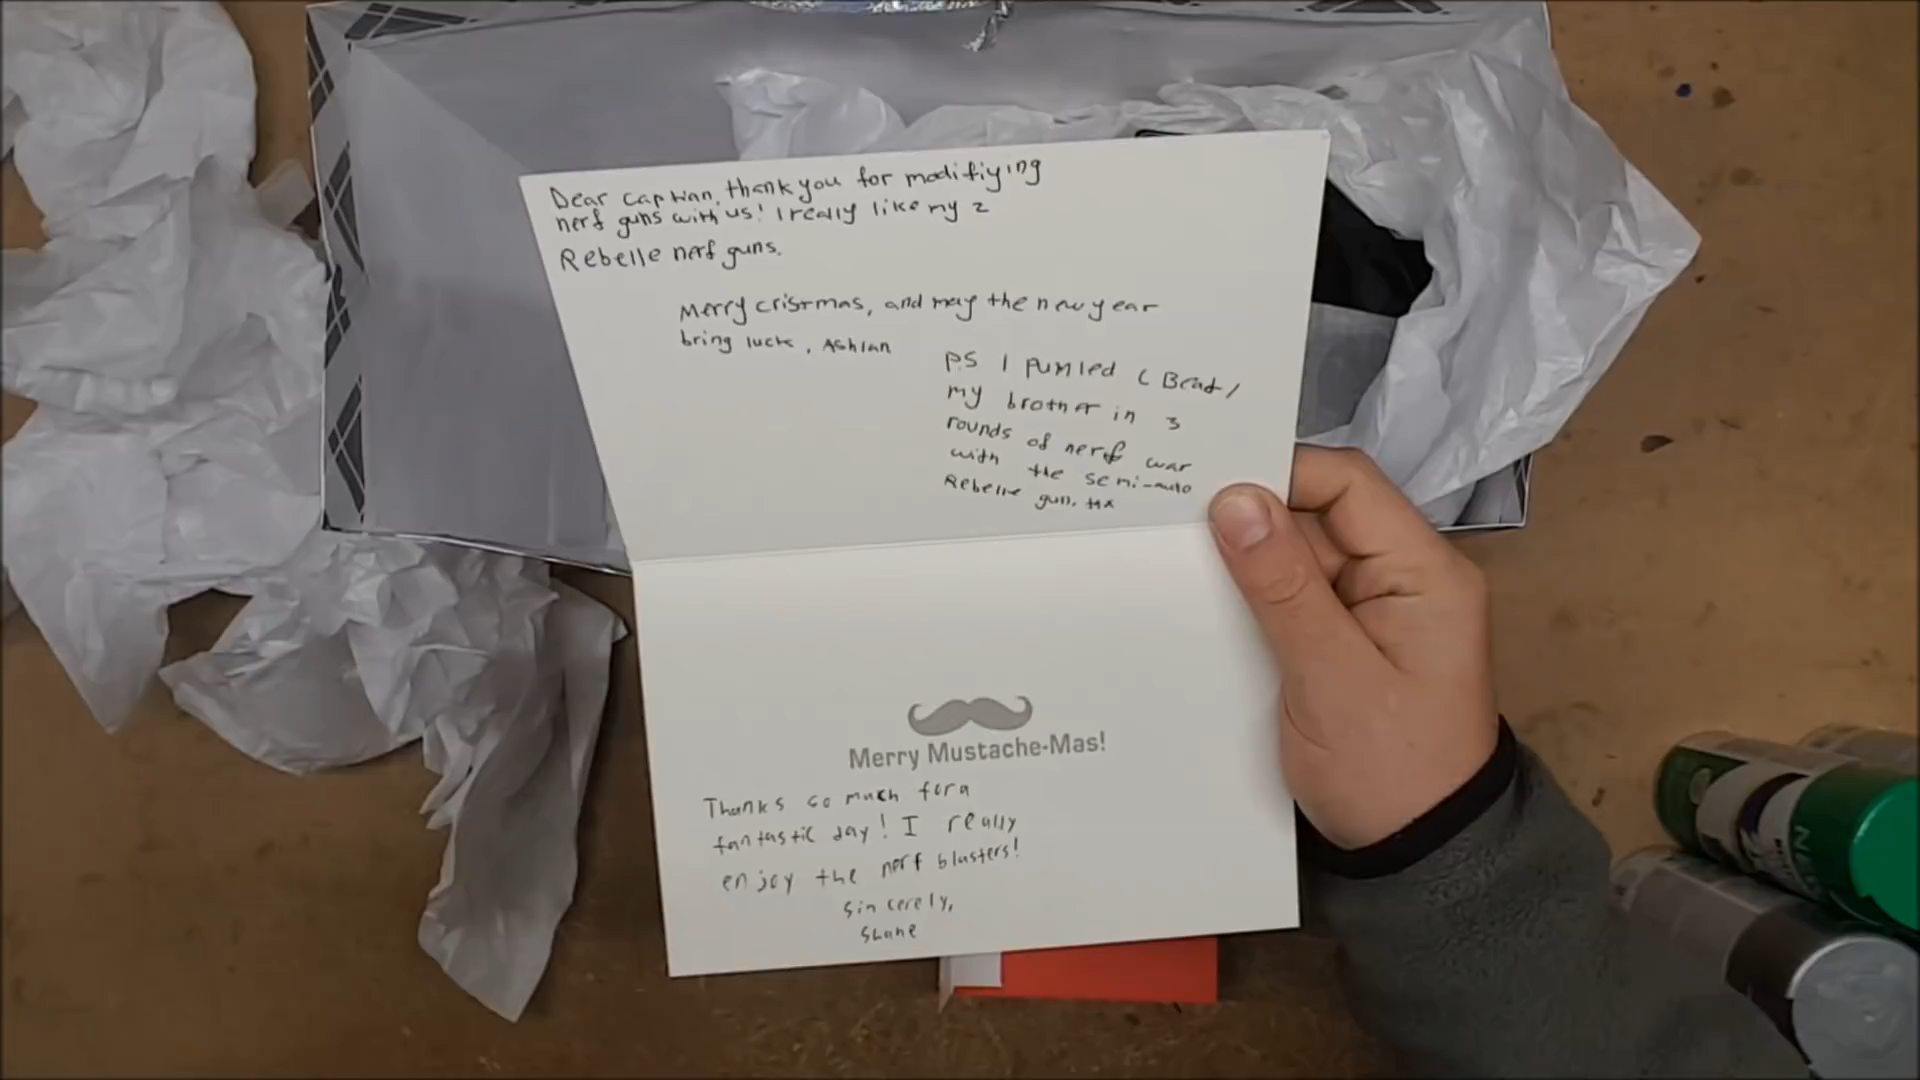 Dear Captian, thank you for modifiying
nerf guns with us! I really like my 2
Rebelle nerf guns.
Merry cristmas, and may the new year
bring luck, Ashlan
PS I pumled (Beat)
my brother in 3
rounds of nerf war
with the semi-auto
Rebelle gun.
Merry Mustache-Mas!
Thanks so much for a
fantastic day! I really
enjoy the nerf blasters!
sincerely,
Shane